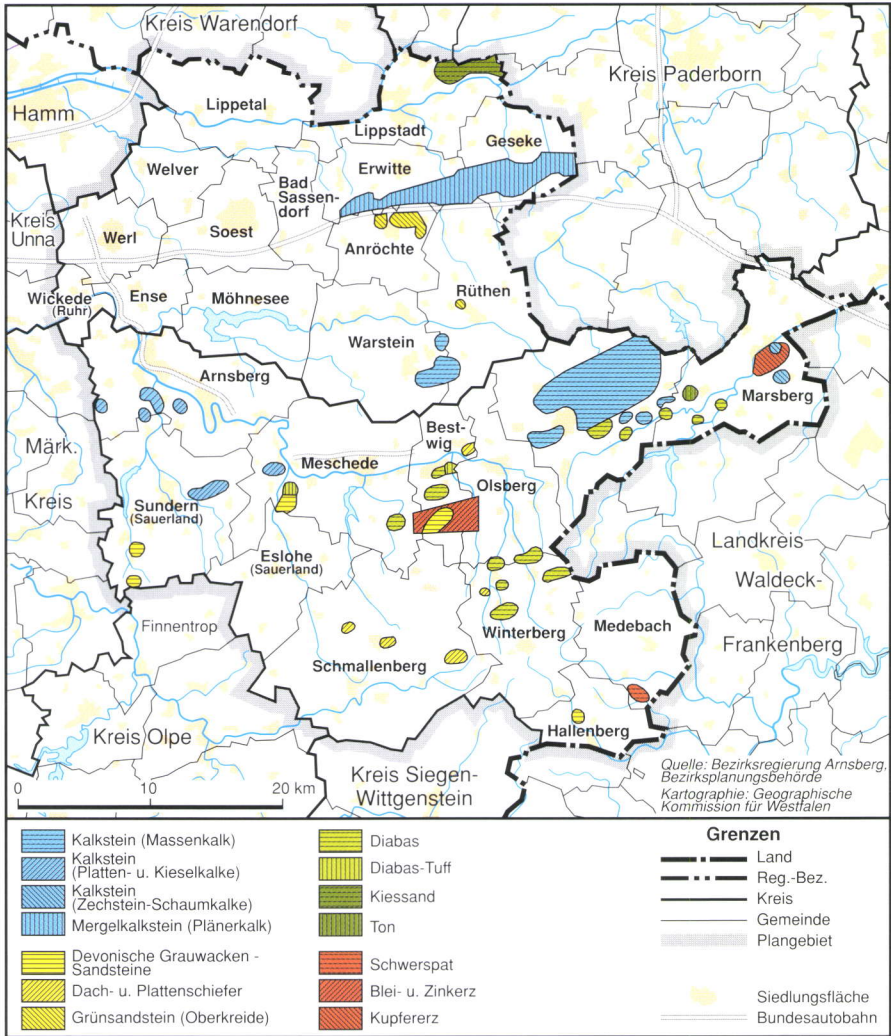 Kreis Warendorf
Kreis Paderborn
Hamm
Lippetal
Lippstadt
Geseke
Welver
Erwitte
Bad
Sassen-
dorf
Kreis
Unna
Werl
Soest
Anröchte
Wickede
(Ruhr)
Ense
Möhnesee
Rüthen
Warstein
Arnsberg
Marsberg
Best-
wig
Märk.
Kreis
Meschede
Olsberg
Sundern
(Sauerland)
Eslohe
(Sauerland)
Landkreis
Waldeck-
Frankenberg
Finnentrop
Winterberg
Medebach
Schmallenberg
Hallenberg
Kreis Olpe
Kreis Siegen-
Wittgenstein
Quelle: Bezirksregierung Arnsberg,
Bezirksplanungsbehörde
Kartographie: Geographische
Kommission für Westfalen
0 10 20 km
Kalkstein (Massenkalk)
Kalkstein
(Platten- u. Kieselkalke)
Kalkstein
(Zechstein-Schaumkalke)
Mergelkalkstein (Plänerkalk)
Devonische Grauwacken -
Sandsteine
Dach- u. Plattenschiefer
Grünsandstein (Oberkreide)
Diabas
Diabas-Tuff
Kiessand
Ton
Schwerspat
Blei- u. Zinkerz
Kupfererz
Grenzen
Land
Reg.-Bez.
Kreis
Gemeinde
Plangebiet
Siedlungsfläche
Bundesautobahn